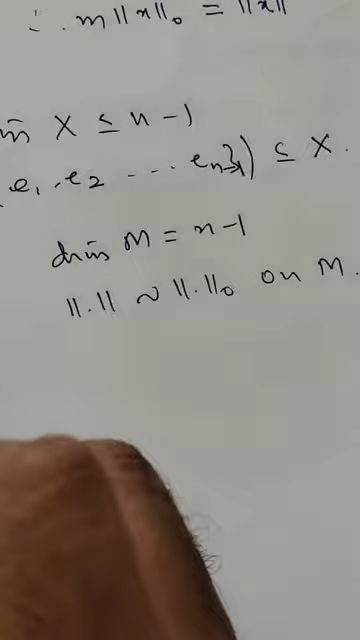 ∴ m||x||₀ = ||x||
X ≤ n-1
e₁, e₂ ... eₙ₋₁}) ⊆ X.
dim M = n-1
||.|| ~ ||.||₀ on M.